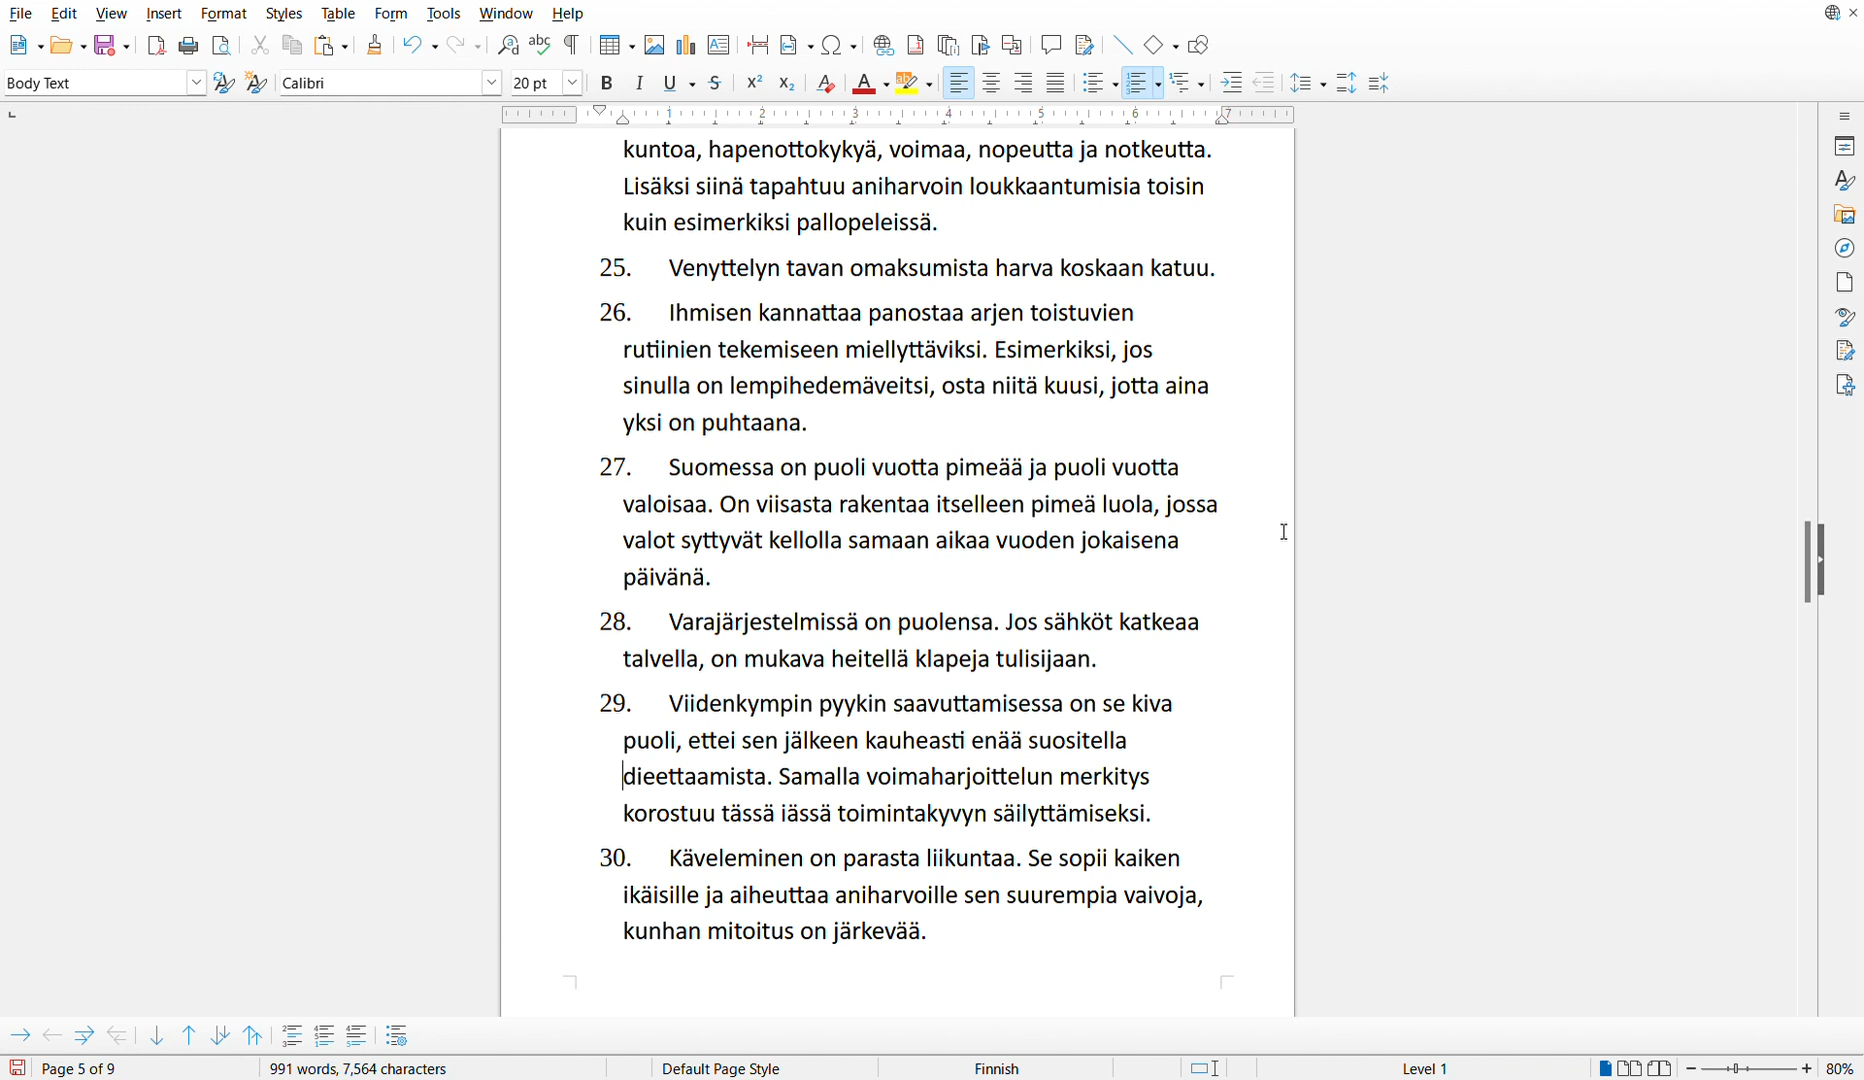 File Edit View Insert Format Styles Table Form Tools Window Help
Body Text Calibri 20 pt
1 2 3 4 5 6 7
kuntoa, hapenottokykyä, voimaa, nopeutta ja notkeutta.
Lisäksi siinä tapahtuu aniharvoin loukkaantumisia toisin
kuin esimerkiksi pallopeleissä.
25. Venyttelyn tavan omaksumista harva koskaan katuu.
26. Ihmisen kannattaa panostaa arjen toistuvien
rutiinien tekemiseen miellyttäviksi. Esimerkiksi, jos
sinulla on lempihedemäveitsi, osta niitä kuusi, jotta aina
yksi on puhtaana.
27. Suomessa on puoli vuotta pimeää ja puoli vuotta
valoisaa. On viisasta rakentaa itselleen pimeä luola, jossa
valot syttyvät kellolla samaan aikaa vuoden jokaisena
päivänä.
28. Varajärjestelmissä on puolensa. Jos sähköt katkeaa
talvella, on mukava heitellä klapeja tulisijaan.
29. Viidenkympin pyykin saavuttamisessa on se kiva
puoli, ettei sen jälkeen kauheasti enää suositella
dieettaamista. Samalla voimaharjoittelun merkitys
korostuu tässä iässä toimintakyvyn säilyttämiseksi.
30. Käveleminen on parasta liikuntaa. Se sopii kaiken
ikäisille ja aiheuttaa aniharvoille sen suurempia vaivoja,
kunhan mitoitus on järkevää.
Page 5 of 9 991 words, 7,564 characters Default Page Style Finnish Level 1 80%